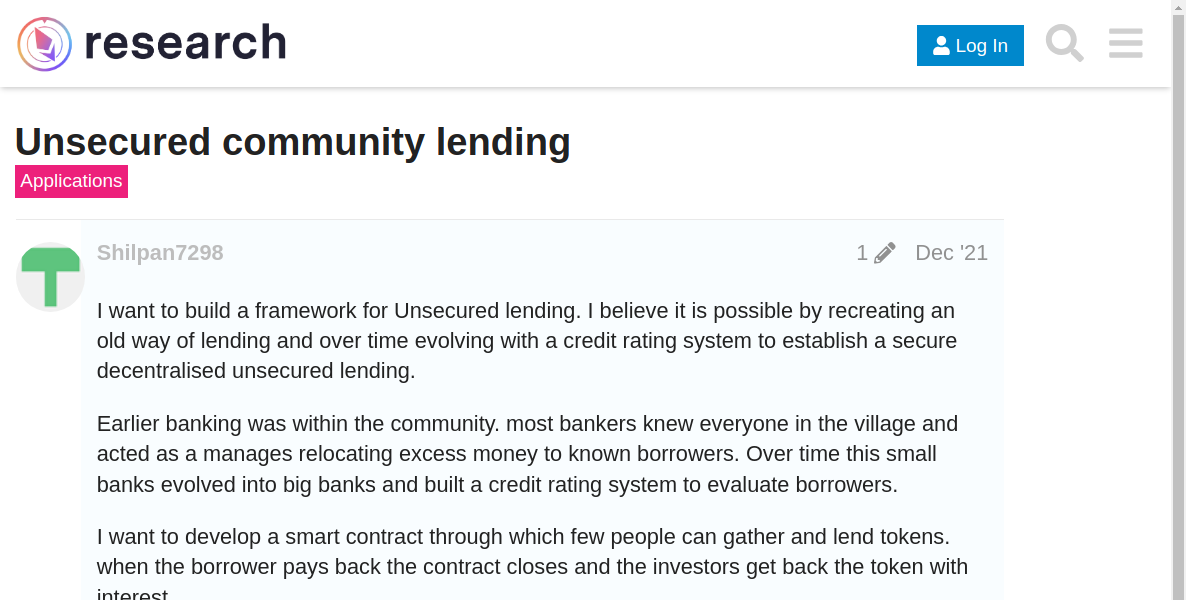 research
Log In
Unsecured community lending
Applications
Shilpan7298
1
Dec '21
I want to build a framework for Unsecured lending. I believe it is possible by recreating an
old way of lending and over time evolving with a credit rating system to establish a secure
decentralised unsecured lending.
Earlier banking was within the community. most bankers knew everyone in the village and
acted as a manages relocating excess money to known borrowers. Over time this small
banks evolved into big banks and built a credit rating system to evaluate borrowers.
I want to develop a smart contract through which few people can gather and lend tokens.
when the borrower pays back the contract closes and the investors get back the token with
interest.